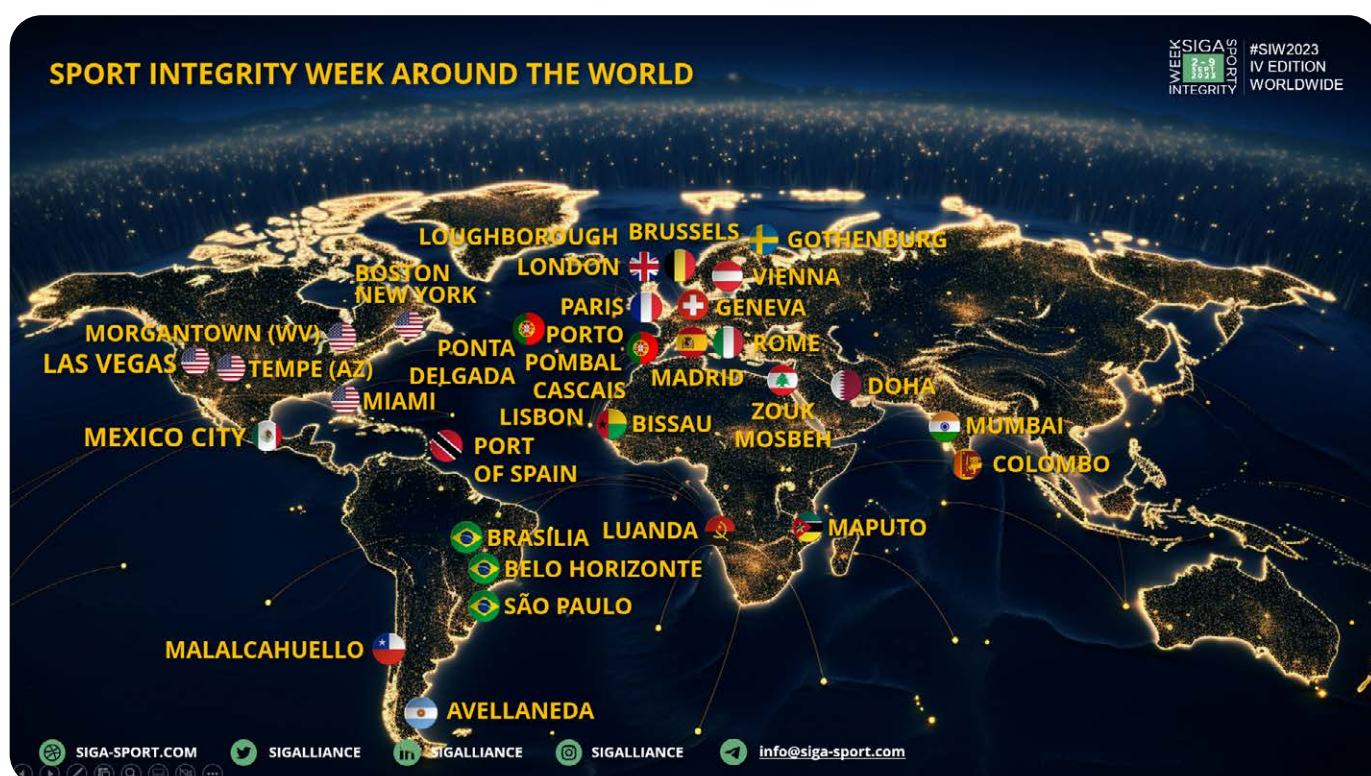 SPORT INTEGRITY WEEK AROUND THE WORLD
WEEK
SIGA
SPORT
INTEGRITY
2 - 9
SEPT
2023
#SIW2023
IV EDITION
WORLDWIDE
LOUGHBOROUGH
LONDON
BRUSSELS
GOTHENBURG
VIENNA
BOSTON
NEW YORK
PARIS
GENEVA
MORGANTOWN (WV)
LAS VEGAS
TEMPE (AZ)
MIAMI
PONTA
DELGADA
PORTO
POMBAL
CASCAIS
LISBON
MADRID
ROME
ZOUK
MOSBEH
DOHA
MEXICO CITY
PORT
OF SPAIN
BISSAU
MUMBAI
COLOMBO
BRASÍLIA
LUANDA
MAPUTO
BELO HORIZONTE
SÃO PAULO
MALALCAHUELLO
AVELLANEDA
SIGA-SPORT.COM
SIGALLIANCE
in
SIGALLIANCE
SIGALLIANCE
info@siga-sport.com